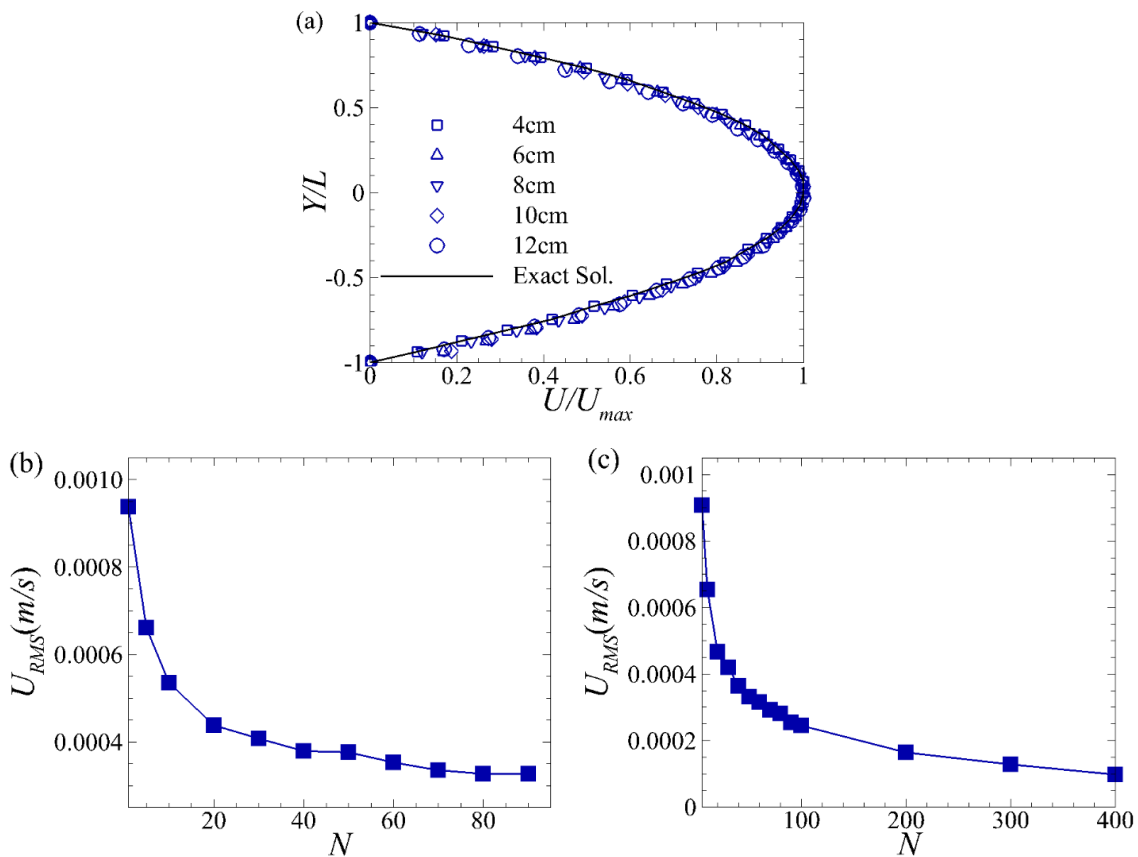 (a)
1
0.5
0
-0.5
-1
Y/L
4cm
6cm
8cm
10cm
12cm
Exact Sol.
0 0.2 0.4 0.6 0.8 1
U/Umax
(b)
0.0010
0.0008
0.0006
0.0004
URMS(m/s)
20 40 60 80
N
(c)
0.001
0.0008
0.0006
0.0004
0.0002
0
URMS(m/s)
100 200 300 400
N